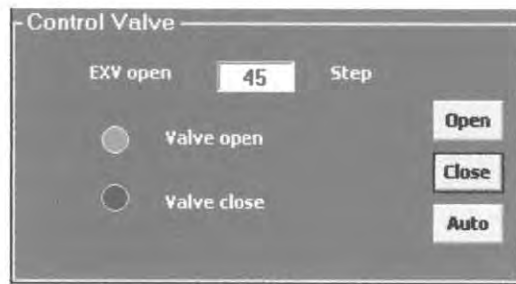 Control Valve
EXV open 45 Step
Valve open
Valve close
Open
Close
Auto